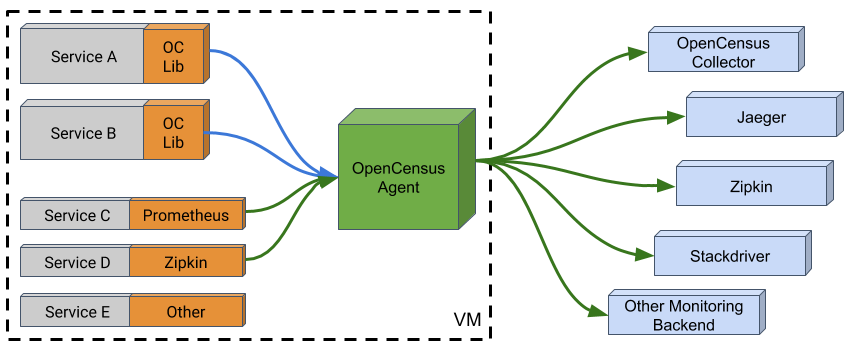 Service A
OC
Lib
Service B
OC
Lib
Service C
Prometheus
Service D
Zipkin
Service E
Other
OpenCensus
Agent
VM
OpenCensus
Collector
Jaeger
Zipkin
Stackdriver
Other Monitoring
Backend